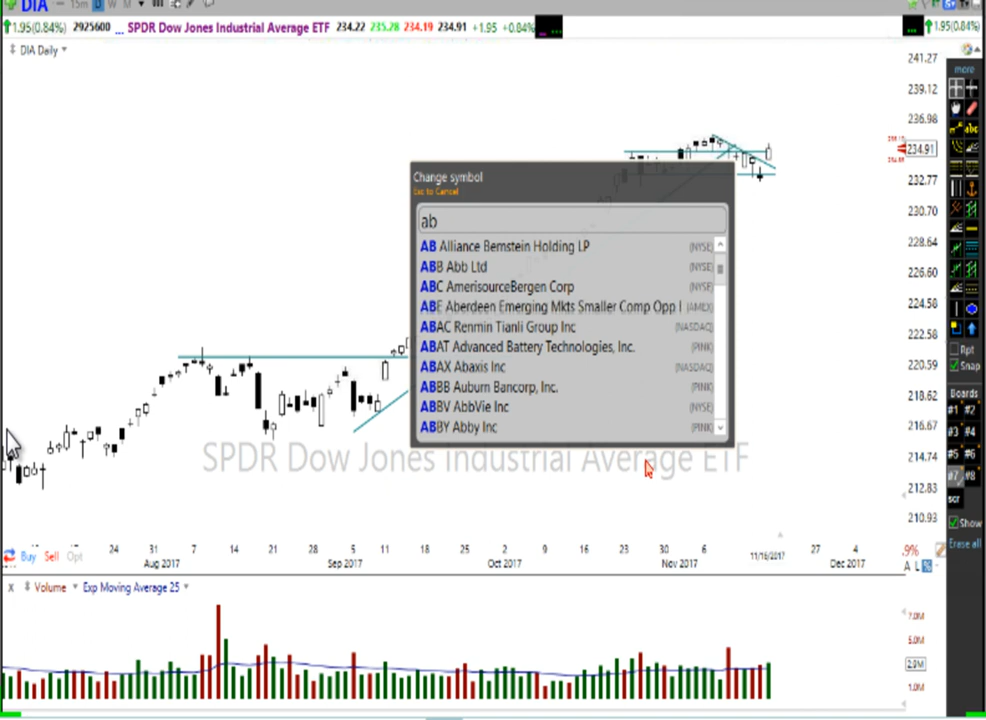 DIA 15m D W M
1.95(0.84%) 2925600 ... SPDR Dow Jones Industrial Average ETF 234.22 235.28 234.19 234.91 +1.95 +0.84% ... 1.95(0.84%)
DIA Daily
241.27
more
239.12
abc
236.98
234.91
232.77
230.70
228.64
226.60
224.56
222.58
220.59
218.62
216.67
214.74
212.83
210.93
Change symbol
Esc to Cancel
ab
AB Alliance Bernstein Holding LP (NYSE)
ABB Abb Ltd (NYSE)
ABC AmerisourceBergen Corp (NYSE)
ABE Aberdeen Emerging Mkts Smaller Comp Opp I (AMEX)
ABAC Renmin Tianli Group Inc (NASDAQ)
ABAT Advanced Battery Technologies, Inc. (PINK)
ABAX Abaxis Inc (NASDAQ)
ABBB Auburn Bancorp, Inc. (PINK)
ABBV AbbVie Inc (NYSE)
ABBY Abby Inc (PINK)
SPDR Dow Jones Industrial Average ETF
Rpt
Snap
Boards
#1 #2
#3 #4
#5 #6
#7 #8
scr
Show
Erase all
Buy Sell Opt
24 31 7 14 21 28 5 11 18 25 2 9 16 23 30 6 11/16/2017 27 4
Aug 2017 Sep 2017 Oct 2017 Nov 2017 Dec 2017
.9%
A L %
X Volume Exp Moving Average 25
7.0M
5.0M
2.9M
1.0M